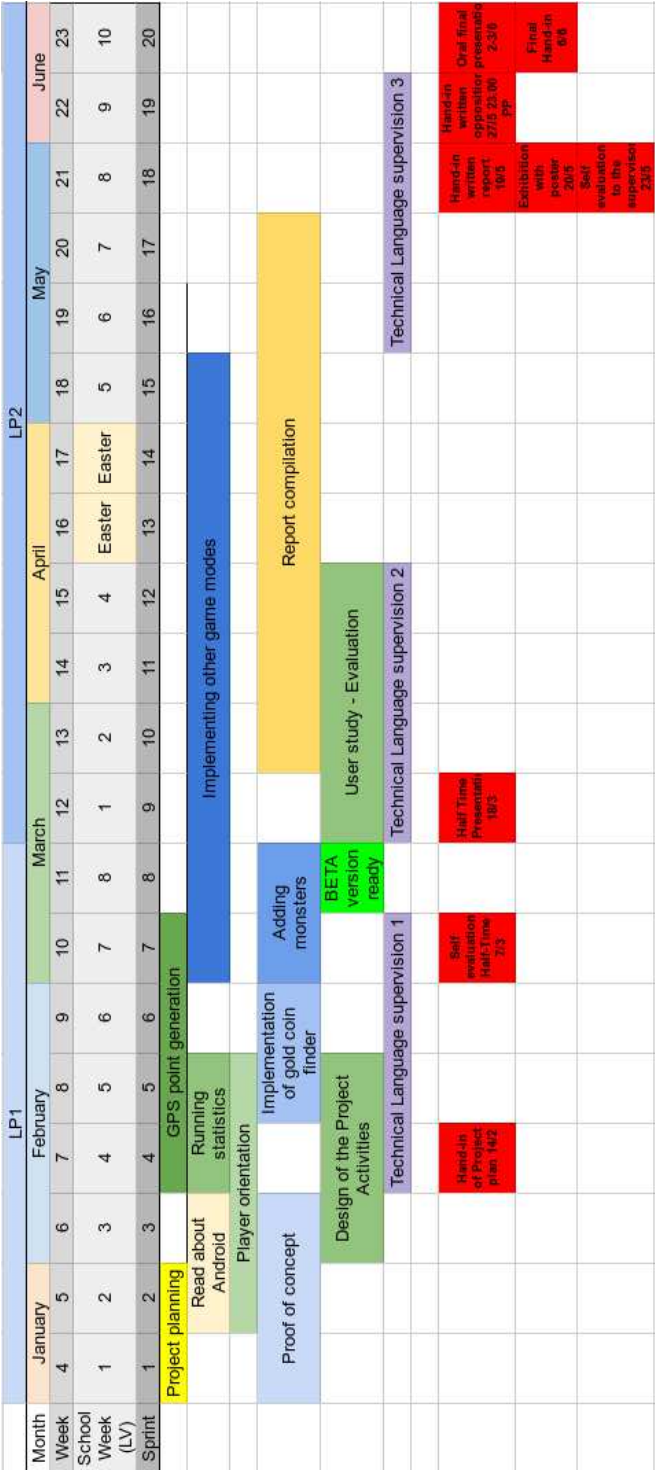 LP1 LP2
Month January February March April May June
Week 4 5 6 7 8 9 10 11 12 13 14 15 16 17 18 19 20 21 22 23
School
Week
(LV)
1 2 3 4 5 6 7 8 1 2 3 4 Easter Easter 5 6 7 8 9 10
Sprint 1 2 3 4 5 6 7 8 9 10 11 12 13 14 15 16 17 18 19 20
Project planning
GPS point generation
Read about
Android
Running
statistics
Implementing other game modes
Player orientation
Proof of concept
Implementation
of gold coin
finder
Adding
monsters
Report compilation
Design of the Project
Activities
BETA
version
ready
User study - Evaluation
Technical Language supervision 1
Technical Language supervision 2
Technical Language supervision 3
Hand-in
of Project
plan 14/2
Self
evaluation
Half-Time
7/3
Half Time
Presentati
18/3
Hand-in
written
report
19/5
Hand-in
written
opposition
27/5 23:00
PP
Oral final
presenatio
2-3/6
Exhibition
with
poster
20/5
Final
Hand-in
6/6
Self
evaluation
to the
supervisor
23/5